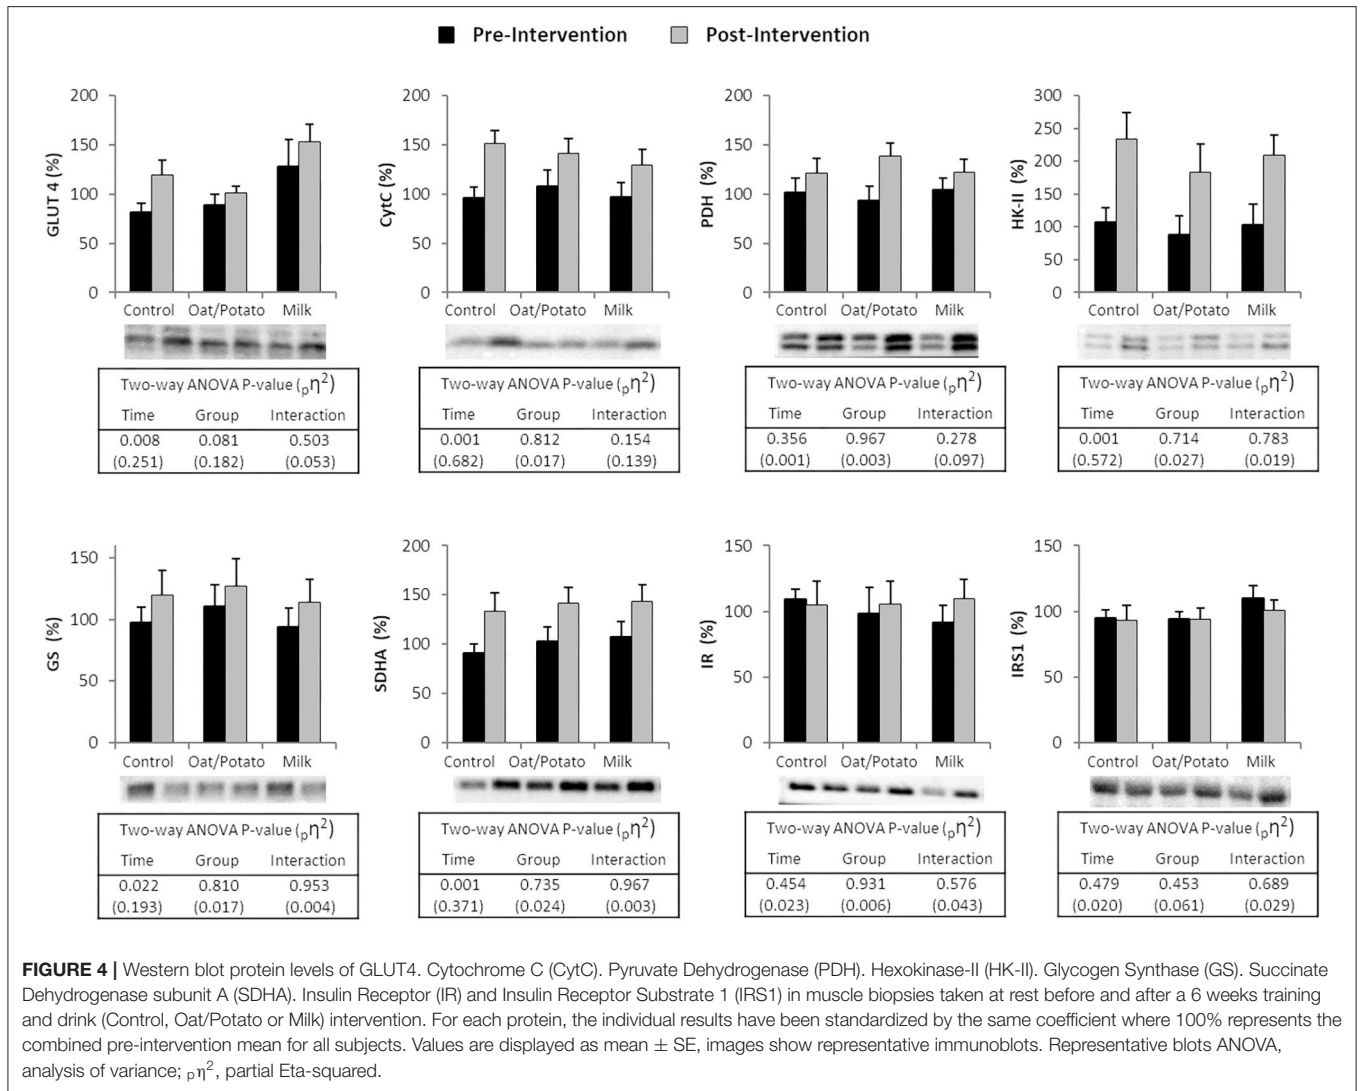 Pre-Intervention Post-Intervention
200
150
100
50
0
GLUT 4 (%)
Control Oat/Potato Milk
Two-way ANOVA P-value (pη²)
Time Group Interaction
0.008 0.081 0.503
(0.251) (0.182) (0.053)
200
150
100
50
0
CytC (%)
Control Oat/Potato Milk
Two-way ANOVA P-value (pη²)
Time Group Interaction
0.001 0.812 0.154
(0.682) (0.017) (0.139)
200
150
100
50
0
PDH (%)
Control Oat/Potato Milk
Two-way ANOVA P-value (pη²)
Time Group Interaction
0.356 0.967 0.278
(0.001) (0.003) (0.097)
300
250
200
150
100
50
0
HK-II (%)
Control Oat/Potato Milk
Two-way ANOVA P-value (pη²)
Time Group Interaction
0.001 0.714 0.783
(0.572) (0.027) (0.019)
150
100
50
0
GS (%)
Control Oat/Potato Milk
Two-way ANOVA P-value (pη²)
Time Group Interaction
0.022 0.810 0.953
(0.193) (0.017) (0.004)
200
150
100
50
0
SDHA (%)
Control Oat/Potato Milk
Two-way ANOVA P-value (pη²)
Time Group Interaction
0.001 0.735 0.967
(0.371) (0.024) (0.003)
150
100
50
0
IR (%)
Control Oat/Potato Milk
Two-way ANOVA P-value (pη²)
Time Group Interaction
0.454 0.931 0.576
(0.023) (0.006) (0.043)
150
100
50
0
IRS1 (%)
Control Oat/Potato Milk
Two-way ANOVA P-value (pη²)
Time Group Interaction
0.479 0.453 0.689
(0.020) (0.061) (0.029)
FIGURE 4 | Western blot protein levels of GLUT4. Cytochrome C (CytC). Pyruvate Dehydrogenase (PDH). Hexokinase-II (HK-II). Glycogen Synthase (GS). Succinate
Dehydrogenase subunit A (SDHA). Insulin Receptor (IR) and Insulin Receptor Substrate 1 (IRS1) in muscle biopsies taken at rest before and after a 6 weeks training
and drink (Control, Oat/Potato or Milk) intervention. For each protein, the individual results have been standardized by the same coefficient where 100% represents the
combined pre-intervention mean for all subjects. Values are displayed as mean ± SE, images show representative immunoblots. Representative blots ANOVA,
analysis of variance; pη², partial Eta-squared.